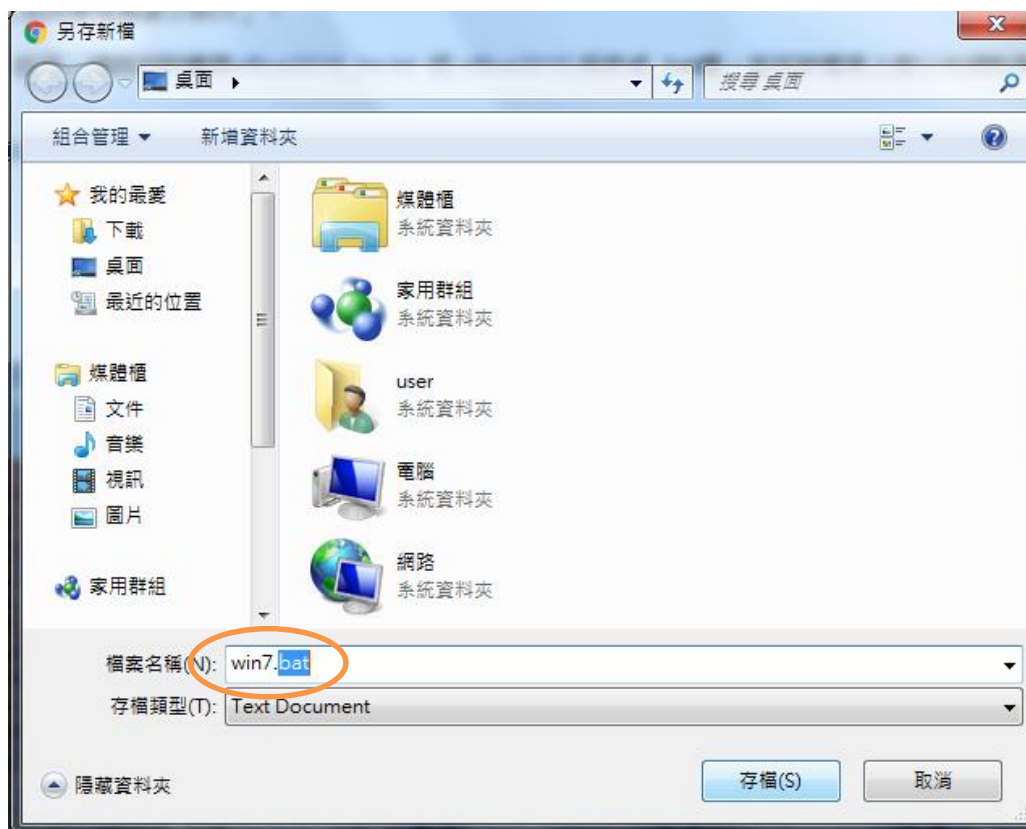 另存新檔
桌面
搜尋 桌面
組合管理
新增資料夾
我的最愛
下載
桌面
最近的位置
媒體櫃
文件
音樂
視訊
圖片
家用群組
媒體櫃
系統資料夾
家用群組
系統資料夾
user
系統資料夾
電腦
系統資料夾
網路
系統資料夾
檔案名稱(N): win7.bat
存檔類型(T): Text Document
隱藏資料夾
存檔(S)
取消